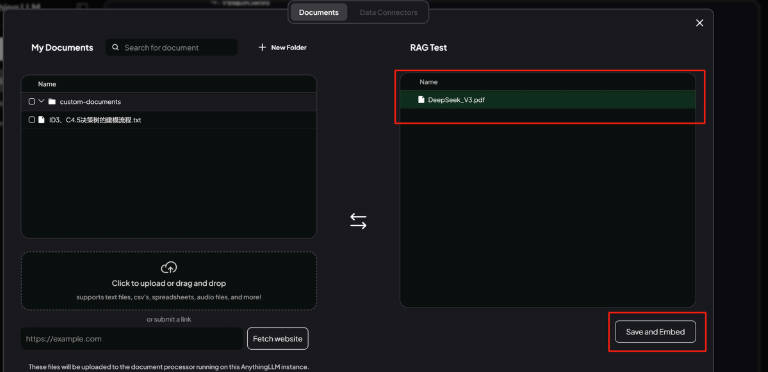 Documents
Data Connectors
My Documents
Search for document
+ New Folder
RAG Test
Name
custom-documents
ID3、C4.5决策树的建模流程.txt
Name
DeepSeek_V3.pdf
Click to upload or drag and drop
supports text files, csv's, spreadsheets, audio files, and more!
or submit a link
https://example.com
Fetch website
Save and Embed
These files will be uploaded to the document processor running on this AnythingLLM instance.